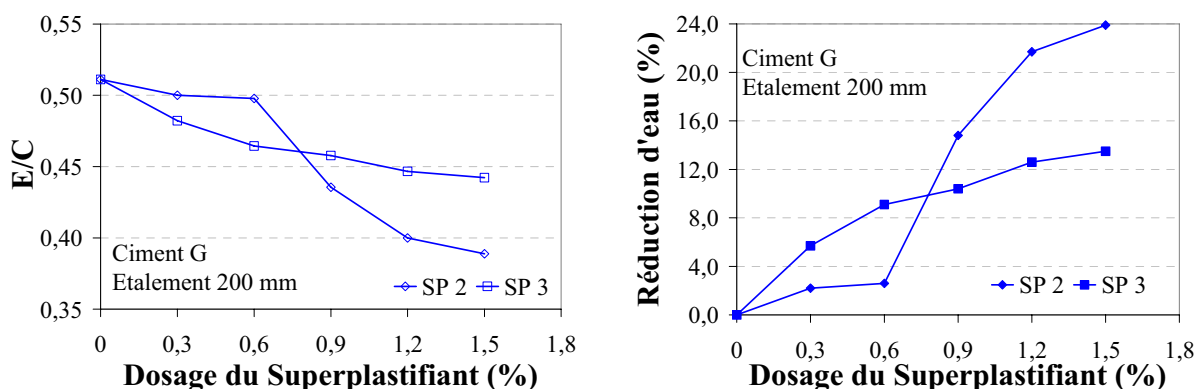 0,55
0,50
0,45
0,40
0,35
E/C
Ciment G
Etalement 200 mm
SP 2
SP 3
0
0,3
0,6
0,9
1,2
1,5
1,8
Dosage du Superplastifiant (%)
24,0
20,0
16,0
12,0
8,0
4,0
0,0
Réduction d'eau (%)
Ciment G
Etalement 200 mm
SP 2
SP 3
0
0,3
0,6
0,9
1,2
1,5
1,8
Dosage du Superplastifiant (%)